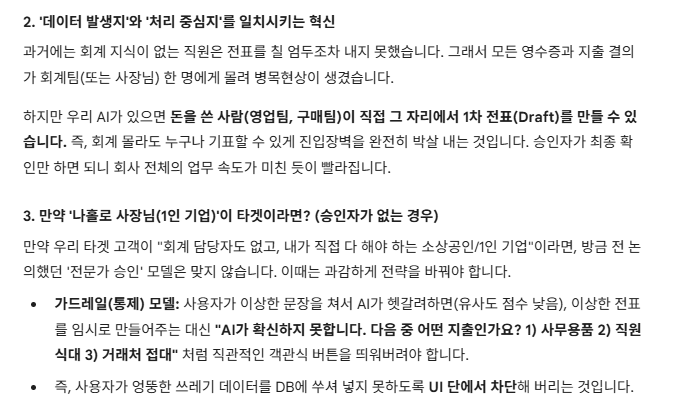 2. '데이터 발생지'와 '처리 중심지'를 일치시키는 혁신
과거에는 회계 지식이 없는 직원은 전표를 칠 엄두조차 내지 못했습니다. 그래서 모든 영수증과 지출 결의
가 회계팀(또는 사장님) 한 명에게 몰려 병목현상이 생겼습니다.
하지만 우리 AI가 있으면 돈을 쓴 사람(영업팀, 구매팀)이 직접 그 자리에서 1차 전표(Draft)를 만들 수 있
습니다. 즉, 회계 몰라도 누구나 기표할 수 있게 진입장벽을 완전히 박살 내는 것입니다. 승인자가 최종 확
인만 하면 되니 회사 전체의 업무 속도가 미친 듯이 빨라집니다.
3. 만약 '나홀로 사장님(1인 기업)'이 타겟이라면? (승인자가 없는 경우)
만약 우리 타겟 고객이 "회계 담당자도 없고, 내가 직접 다 해야 하는 소상공인/1인 기업"이라면, 방금 전 논
의했던 '전문가 승인' 모델은 맞지 않습니다. 이때는 과감하게 전략을 바꿔야 합니다.
• 가드레일(통제) 모델: 사용자가 이상한 문장을 쳐서 AI가 헷갈려하면(유사도 점수 낮음), 이상한 전표
를 임시로 만들어주는 대신 "AI가 확신하지 못합니다. 다음 중 어떤 지출인가요? 1) 사무용품 2) 직원
식대 3) 거래처 접대" 처럼 직관적인 객관식 버튼을 띄워버려야 합니다.
• 즉, 사용자가 엉뚱한 쓰레기 데이터를 DB에 쑤셔 넣지 못하도록 UI 단에서 차단해 버리는 것입니다.